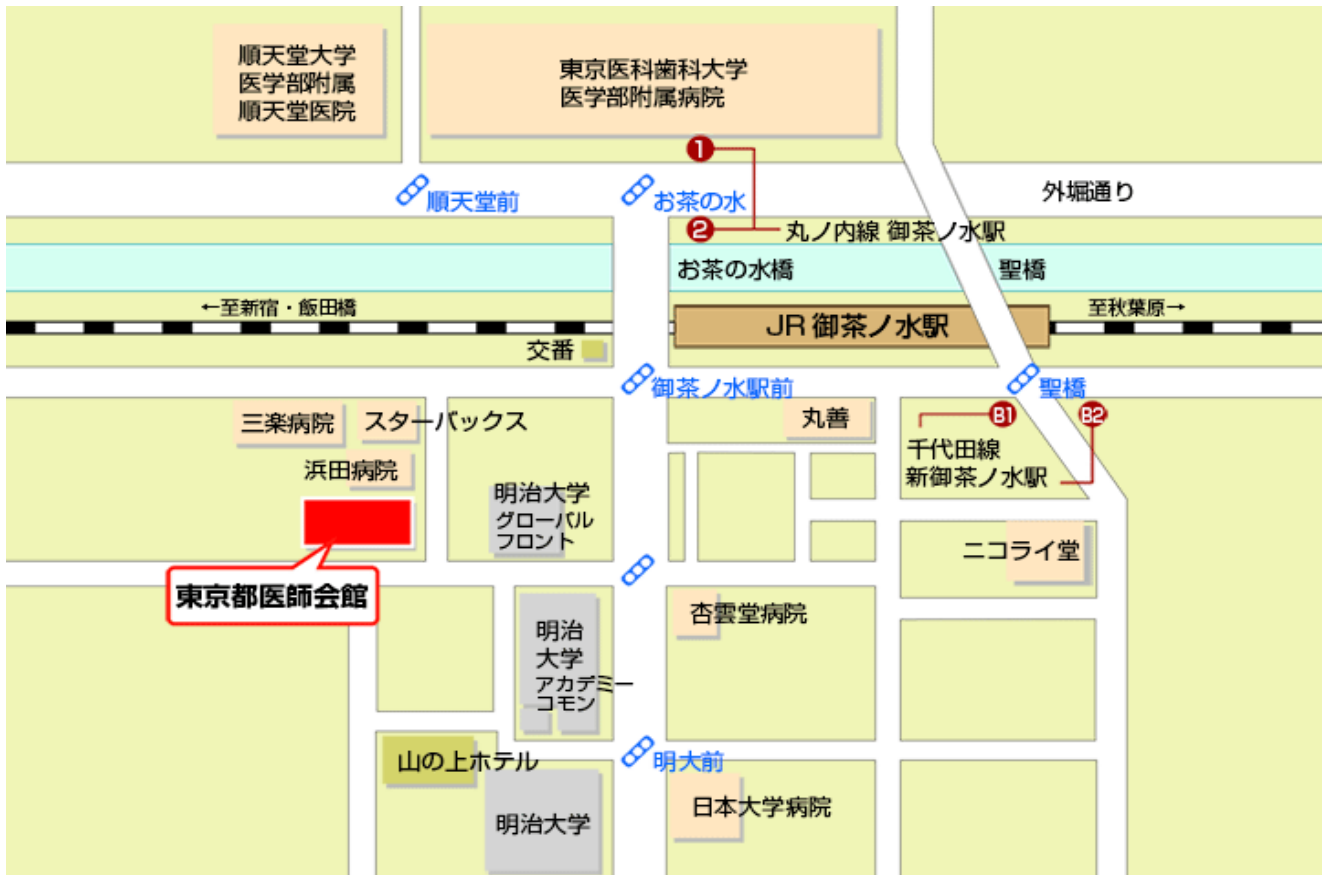 順天堂大学
医学部附属
順天堂医院
東京医科歯科大学
医学部附属病院
1
順天堂前
お茶の水
外堀通り
2
丸ノ内線 御茶ノ水駅
お茶の水橋
聖橋
←至新宿・飯田橋
至秋葉原→
JR 御茶ノ水駅
交番
御茶ノ水駅前
聖橋
三楽病院
スターバックス
丸善
B1
B2
千代田線
新御茶ノ水駅
浜田病院
明治大学
グローバル
フロント
ニコライ堂
東京都医師会館
杏雲堂病院
明治
大学
アカデミー
コモン
山の上ホテル
明大前
明治大学
日本大学病院